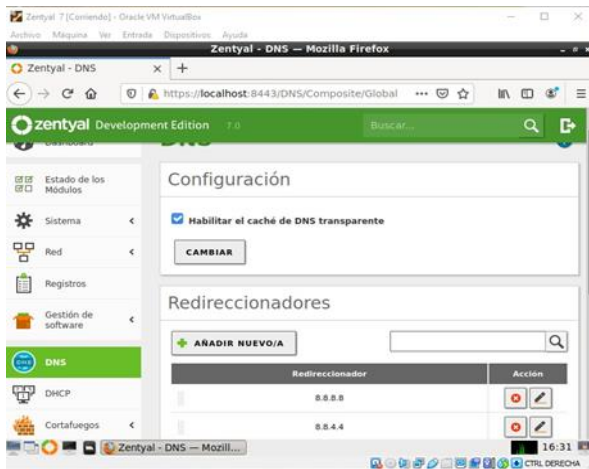 Zentyal 7 [Corriendo] - Oracle VM VirtualBox
Archivo Máquina Ver Entrada Dispositivos Ayuda
Zentyal - DNS — Mozilla Firefox
Zentyal - DNS
https://localhost:8443/DNS/Composite/Global
zentyal Development Edition 7.0
Buscar...
Dashboard
DNS
Configuración
Estado de los
Módulos
Habilitar el caché de DNS transparente
Sistema
CAMBIAR
Red
Registros
Redireccionadores
Gestión de
software
AÑADIR NUEVO/A
DNS
Redireccionador Acción
DHCP
8.8.8.8
Cortafuegos
8.8.4.4
Zentyal - DNS — Mozill...
16:31
CTRL DERECHA